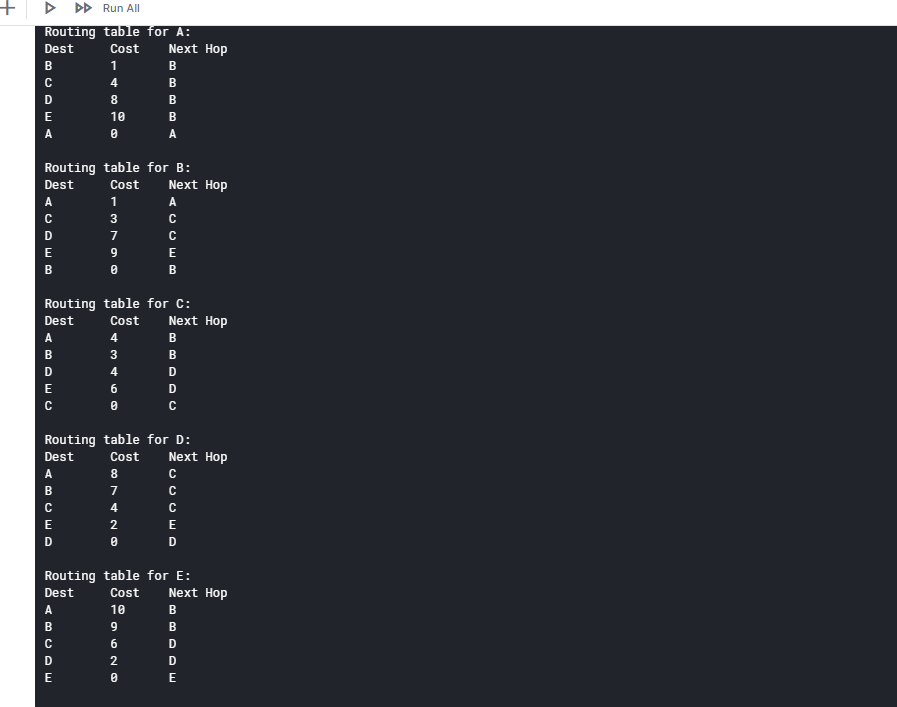 Run All
Routing table for A:
Dest Cost Next Hop
B 1 B
C 4 B
D 8 B
E 10 B
A 0 A
Routing table for B:
Dest Cost Next Hop
A 1 A
C 3 C
D 7 C
E 9 E
B 0 B
Routing table for C:
Dest Cost Next Hop
A 4 B
B 3 B
D 4 D
E 6 D
C 0 C
Routing table for D:
Dest Cost Next Hop
A 8 C
B 7 C
C 4 C
E 2 E
D 0 D
Routing table for E:
Dest Cost Next Hop
A 10 B
B 9 B
C 6 D
D 2 D
E 0 E